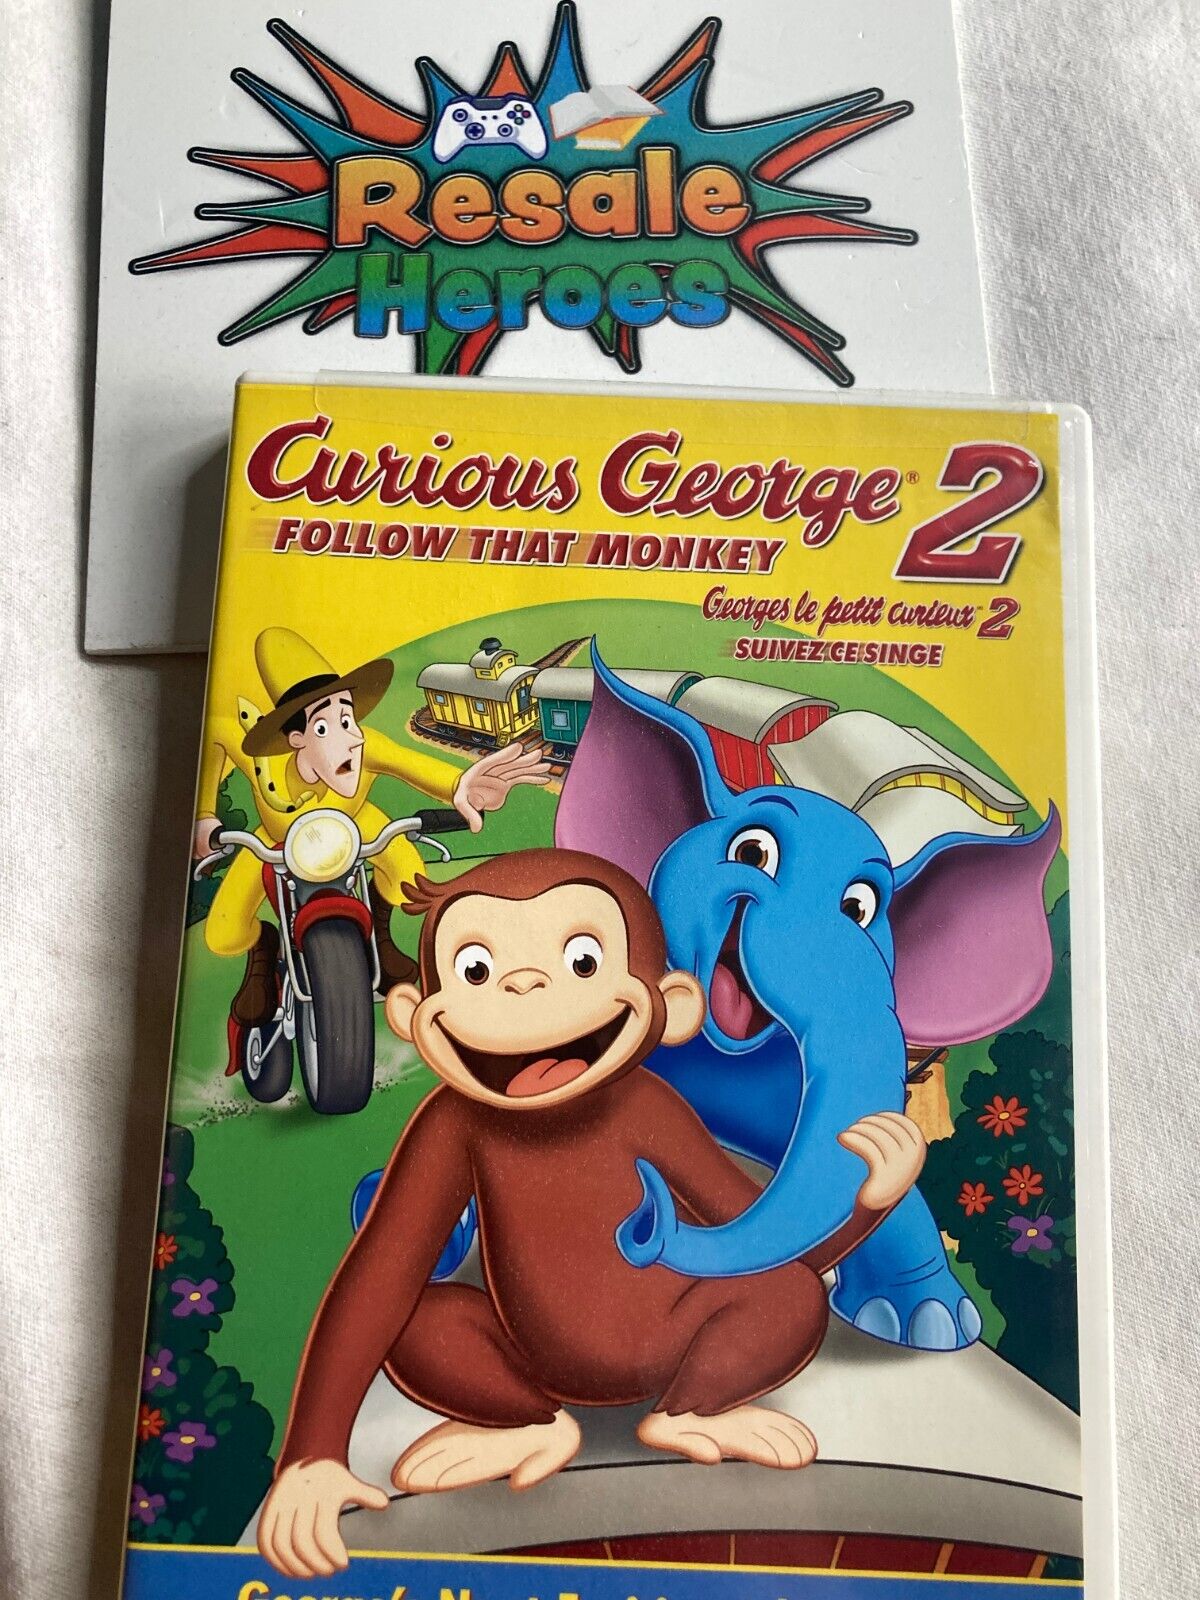 Resale
Heroes
Curious George® 2
FOLLOW THAT MONKEY
Georges le petit curieux 2
SUIVEZ CE SINGE